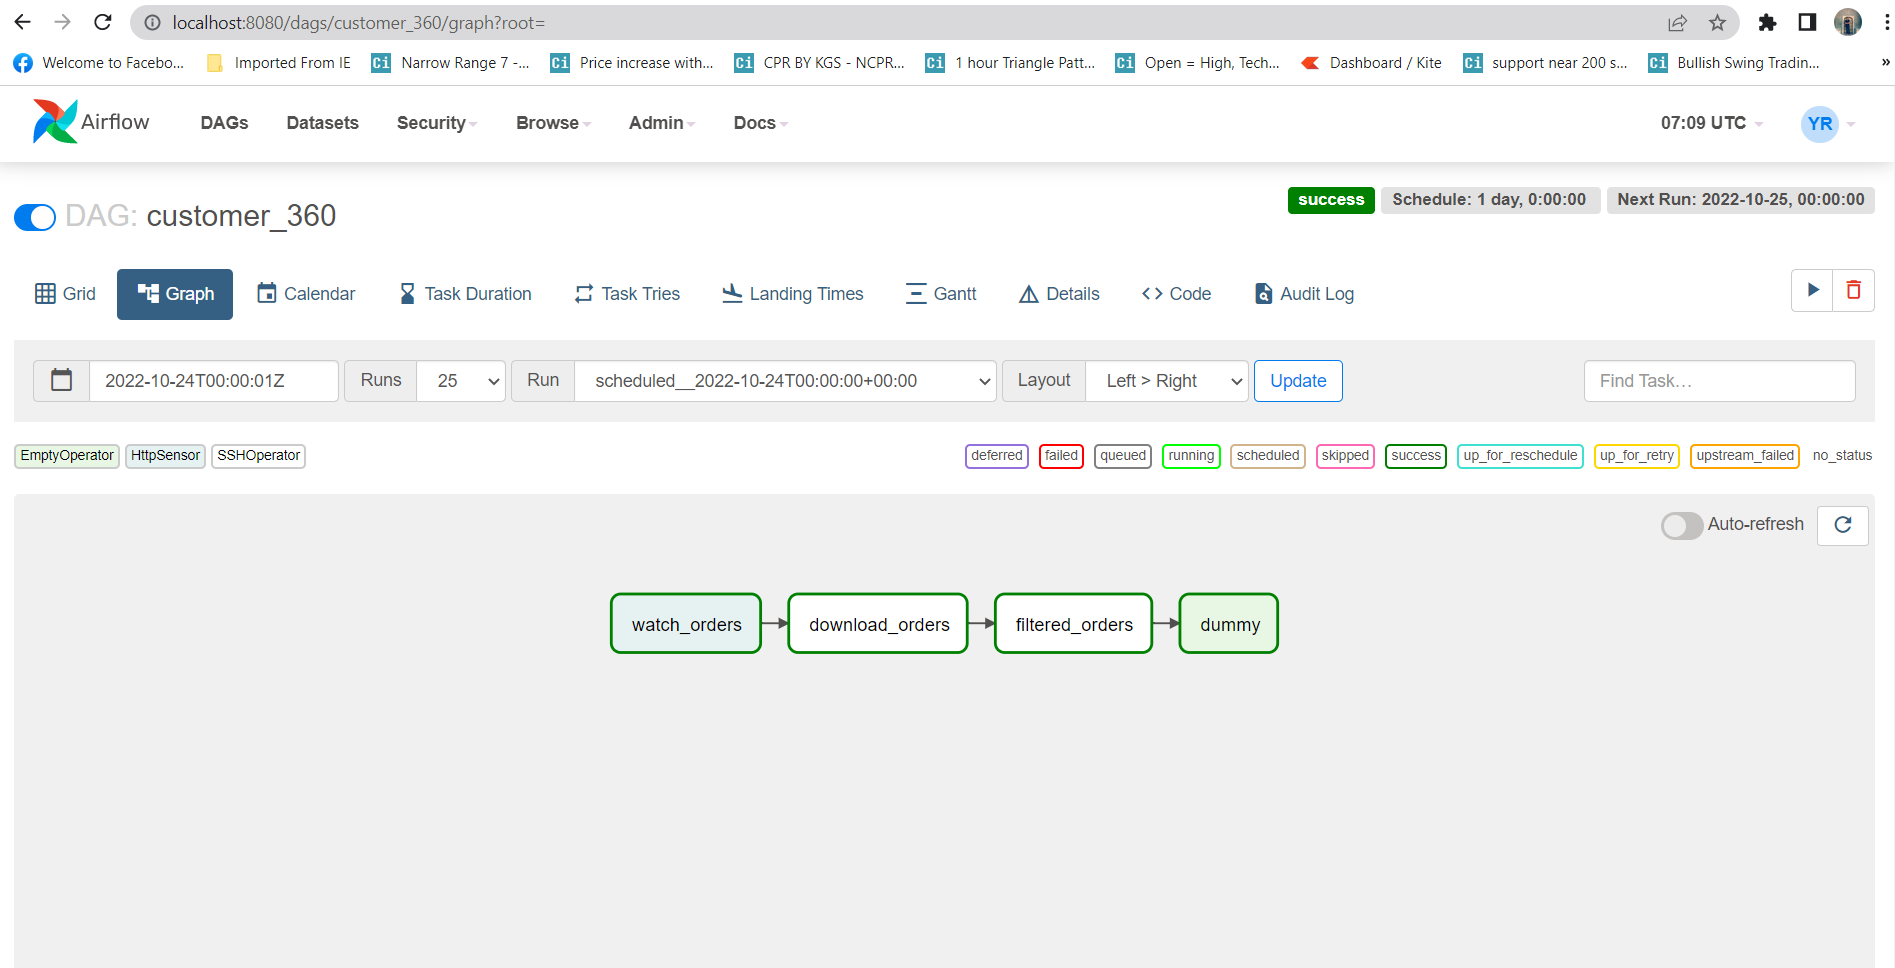 localhost:8080/dags/customer_360/graph?root=
Welcome to Facebo... Imported From IE Ci Narrow Range 7 -... Ci Price increase with... Ci CPR BY KGS - NCPR... Ci 1 hour Triangle Patt... Ci Open = High, Tech... Dashboard / Kite Ci support near 200 s... Ci Bullish Swing Tradin... »
Airflow DAGs Datasets Security Browse Admin Docs 07:09 UTC YR
success Schedule: 1 day, 0:00:00 Next Run: 2022-10-25, 00:00:00
DAG: customer_360
Grid Graph Calendar Task Duration Task Tries Landing Times Gantt Details Code Audit Log
2022-10-24T00:00:01Z Runs 25 Run scheduled__2022-10-24T00:00:00+00:00 Layout Left > Right Update Find Task...
EmptyOperator HttpSensor SSHOperator deferred failed queued running scheduled skipped success up_for_reschedule up_for_retry upstream_failed no_status
Auto-refresh
watch_orders download_orders filtered_orders dummy